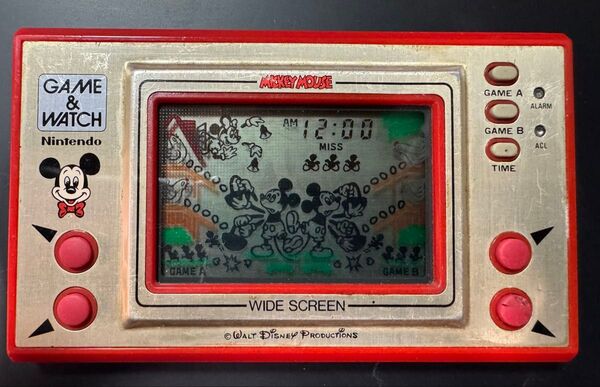 GAME
&
WATCH
Nintendo
MICKEY MOUSE
AM 12:00
MISS
GAME A
GAME B
WIDE SCREEN
© WALT DISNEY PRODUCTIONS
GAME A
ALARM
GAME B
ACL
TIME